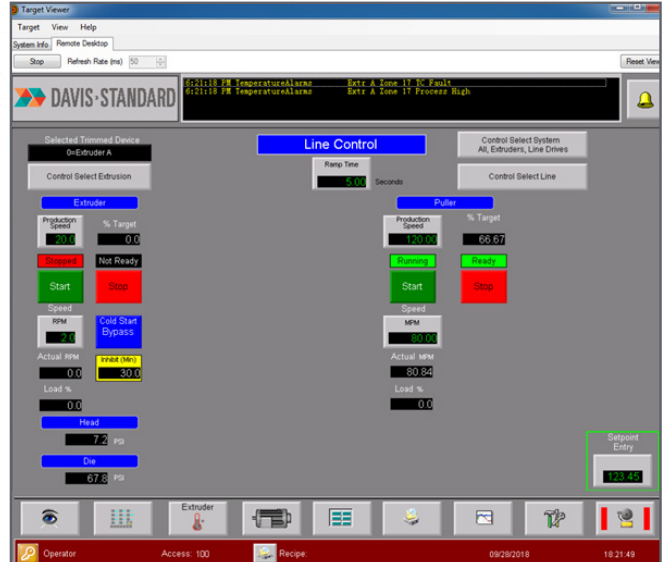 Target Viewer
Target View Help
System Info Remote Desktop
Stop Refresh Rate (ms) 50 Reset View
DAVIS-STANDARD
6:21:18 PM TemperatureAlarms Extr A Zone 17 TC Fault
6:21:18 PM TemperatureAlarms Extr A Zone 17 Process High
Selected Trimmed Device
0=Extruder A
Control Select Extrusion
Line Control
Ramp Time
5.00 Seconds
Control Select System
All, Extruders, Line Drives
Control Select Line
Extruder
Production
Speed
20.0
% Target
0.0
Stopped Not Ready
Start Stop
Speed
RPM
2.0
Cold Start
Bypass
Actual RPM
0.0
Inhibit (Min)
30.0
Load %
0.0
Head
7.2 PSI
Die
67.8 PSI
Puller
Production
Speed
120.00
% Target
66.67
Running Ready
Start Stop
Speed
MPM
80.00
Actual MPM
80.84
Load %
0.0
Setpoint
Entry
123.45
Extruder
Operator Access: 100 Recipe: 09/28/2018 18:21:49